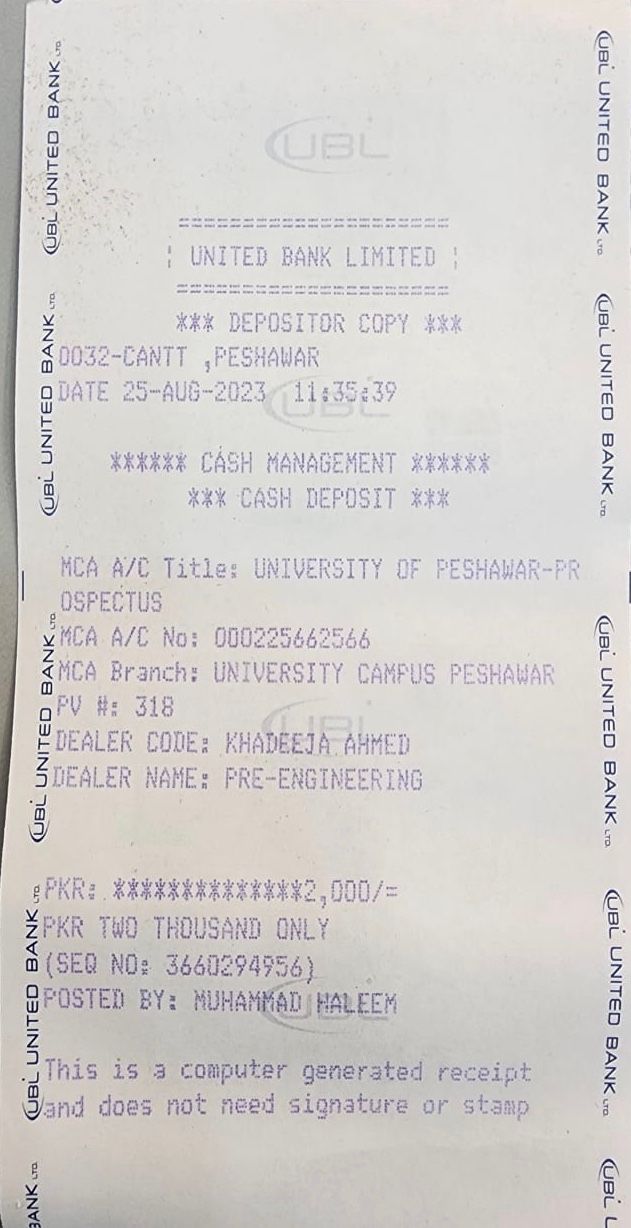 UBL
==========================
¦ UNITED BANK LIMITED ¦
==========================
*** DEPOSITOR COPY ***
0032-CANTT ,PESHAWAR
DATE 25-AUG-2023 11:35:39
UBL
****** CASH MANAGEMENT ******
*** CASH DEPOSIT ***
MCA A/C Title: UNIVERSITY OF PESHAWAR-PR
OSPECTUS
MCA A/C No: 000225662566
MCA Branch: UNIVERSITY CAMPUS PESHAWAR
PV #: 318
UBL
DEALER CODE: KHADEEJA AHMED
DEALER NAME: PRE-ENGINEERING
PKR: **************2,000/=
PKR TWO THOUSAND ONLY
(SEQ NO: 3660294956)
POSTED BY: MUHAMMAD HALEEM
UBL
This is a computer generated receipt
and does not need signature or stamp
UBL UNITED BANK LTD.
UBL UNITED BANK LTD.
UBL UNITED BANK LTD.
UBL UNITED BANK LTD.
BANK LTD.
UBL UNITED BANK LTD.
UBL UNITED BANK LTD.
UBL UNITED BANK LTD.
UBL UNITED BANK LTD.
UBL